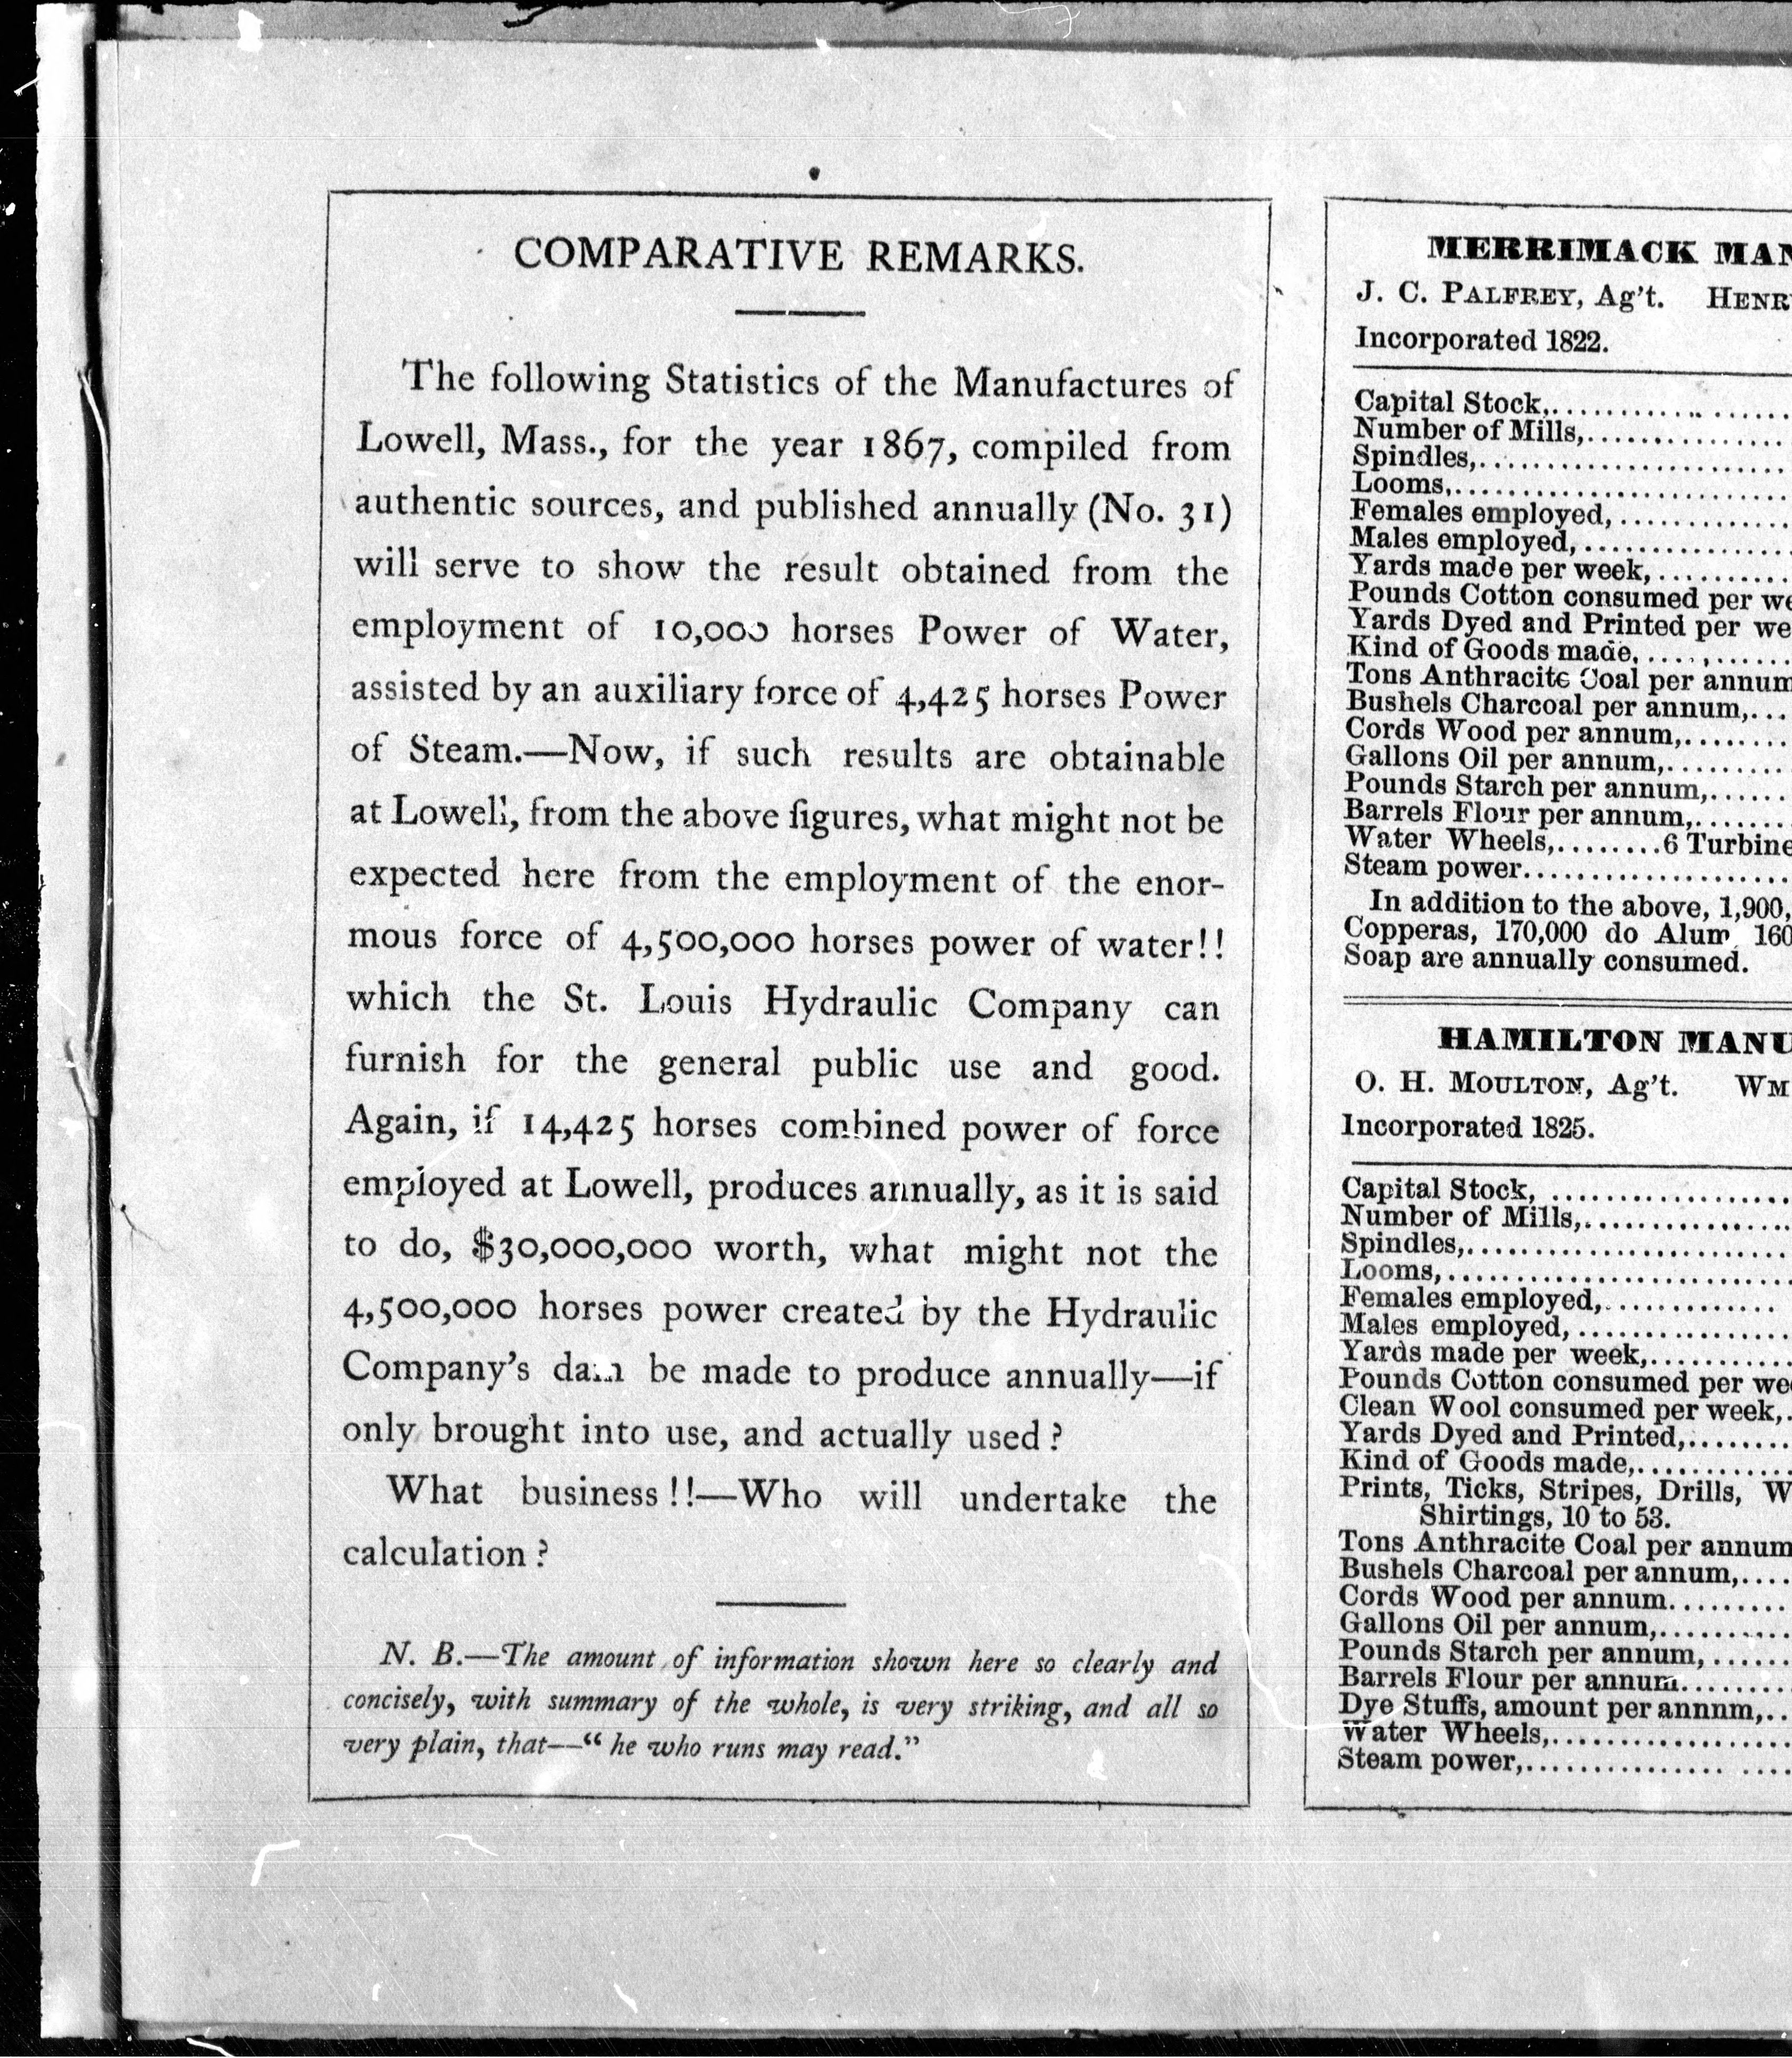 COMPARATIVE REMARKS.
The following Statistics of the Manufactures of
Lowell, Mass., for the year 1867, compiled from
authentic sources, and published annually (No. 31)
will serve to show the result obtained from the
employment of 10,000 horses Power of Water,
assisted by an auxiliary force of 4,425 horses Power
of Steam.—Now, if such results are obtainable
at Lowell, from the above figures, what might not be
expected here from the employment of the enor-
mous force of 4,500,000 horses power of water!!
which the St. Louis Hydraulic Company can
furnish for the general public use and good.
Again, if 14,425 horses combined power of force
employed at Lowell, produces annually, as it is said
to do, $30,000,000 worth, what might not the
4,500,000 horses power created by the Hydraulic
Company's dam be made to produce annually—if
only brought into use, and actually used?
What business!!—Who will undertake the
calculation?
N. B.—The amount of information shown here so clearly and
concisely, with summary of the whole, is very striking, and all so
very plain, that—"he who runs may read."
MERRIMACK MAN
J. C. PALFREY, Ag't. HENR
Incorporated 1822.
Capital Stock,..................
Number of Mills,................
Spindles,........................
Looms,...........................
Females employed,...............
Males employed,..................
Yards made per week,............
Pounds Cotton consumed per we
Yards Dyed and Printed per we
Kind of Goods made,..............
Tons Anthracite Coal per annum
Bushels Charcoal per annum,...
Cords Wood per annum,........
Gallons Oil per annum,.........
Pounds Starch per annum,......
Barrels Flour per annum,........
Water Wheels,........6 Turbine
Steam power.....................
In addition to the above, 1,900,
Copperas, 170,000 do Alum, 160
Soap are annually consumed.
HAMILTON MANU
O. H. MOULTON, Ag't. WM
Incorporated 1825.
Capital Stock, ..................
Number of Mills,................
Spindles,........................
Looms,...........................
Females employed,.............
Males employed,.................
Yards made per week,...........
Pounds Cotton consumed per we
Clean Wool consumed per week,.
Yards Dyed and Printed,........
Kind of Goods made,.............
Prints, Ticks, Stripes, Drills, W
Shirtings, 10 to 53.
Tons Anthracite Coal per annum
Bushels Charcoal per annum,....
Cords Wood per annum..........
Gallons Oil per annum,..........
Pounds Starch per annum,......
Barrels Flour per annum.........
Dye Stuffs, amount per annnm,..
Water Wheels,...................
Steam power,............... ....